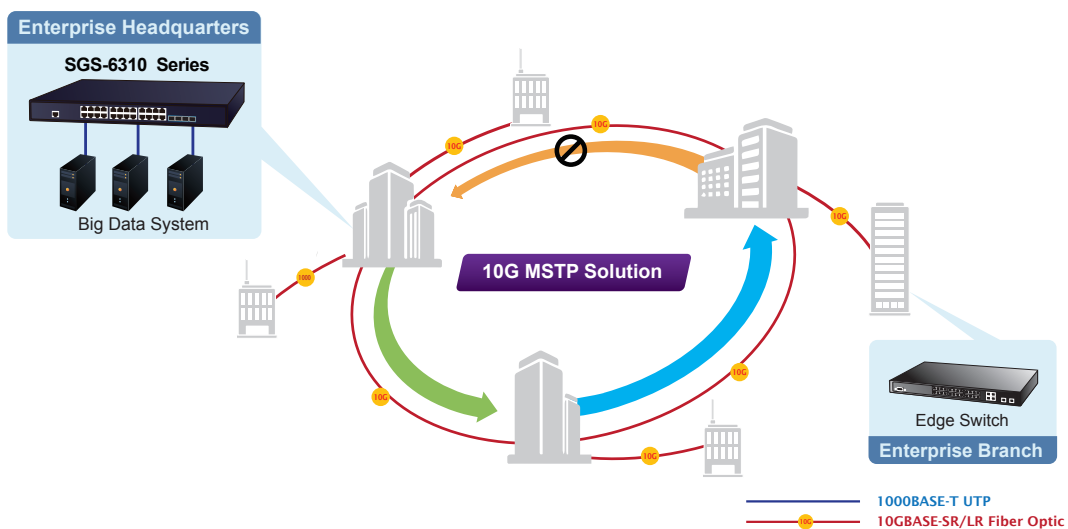 Enterprise Headquarters
SGS-6310 Series
Big Data System
10G
10G
10G
10G
1000
10G MSTP Solution
10G
10G
10G
Edge Switch
Enterprise Branch
1000BASE-T UTP
10G
10GBASE-SR/LR Fiber Optic